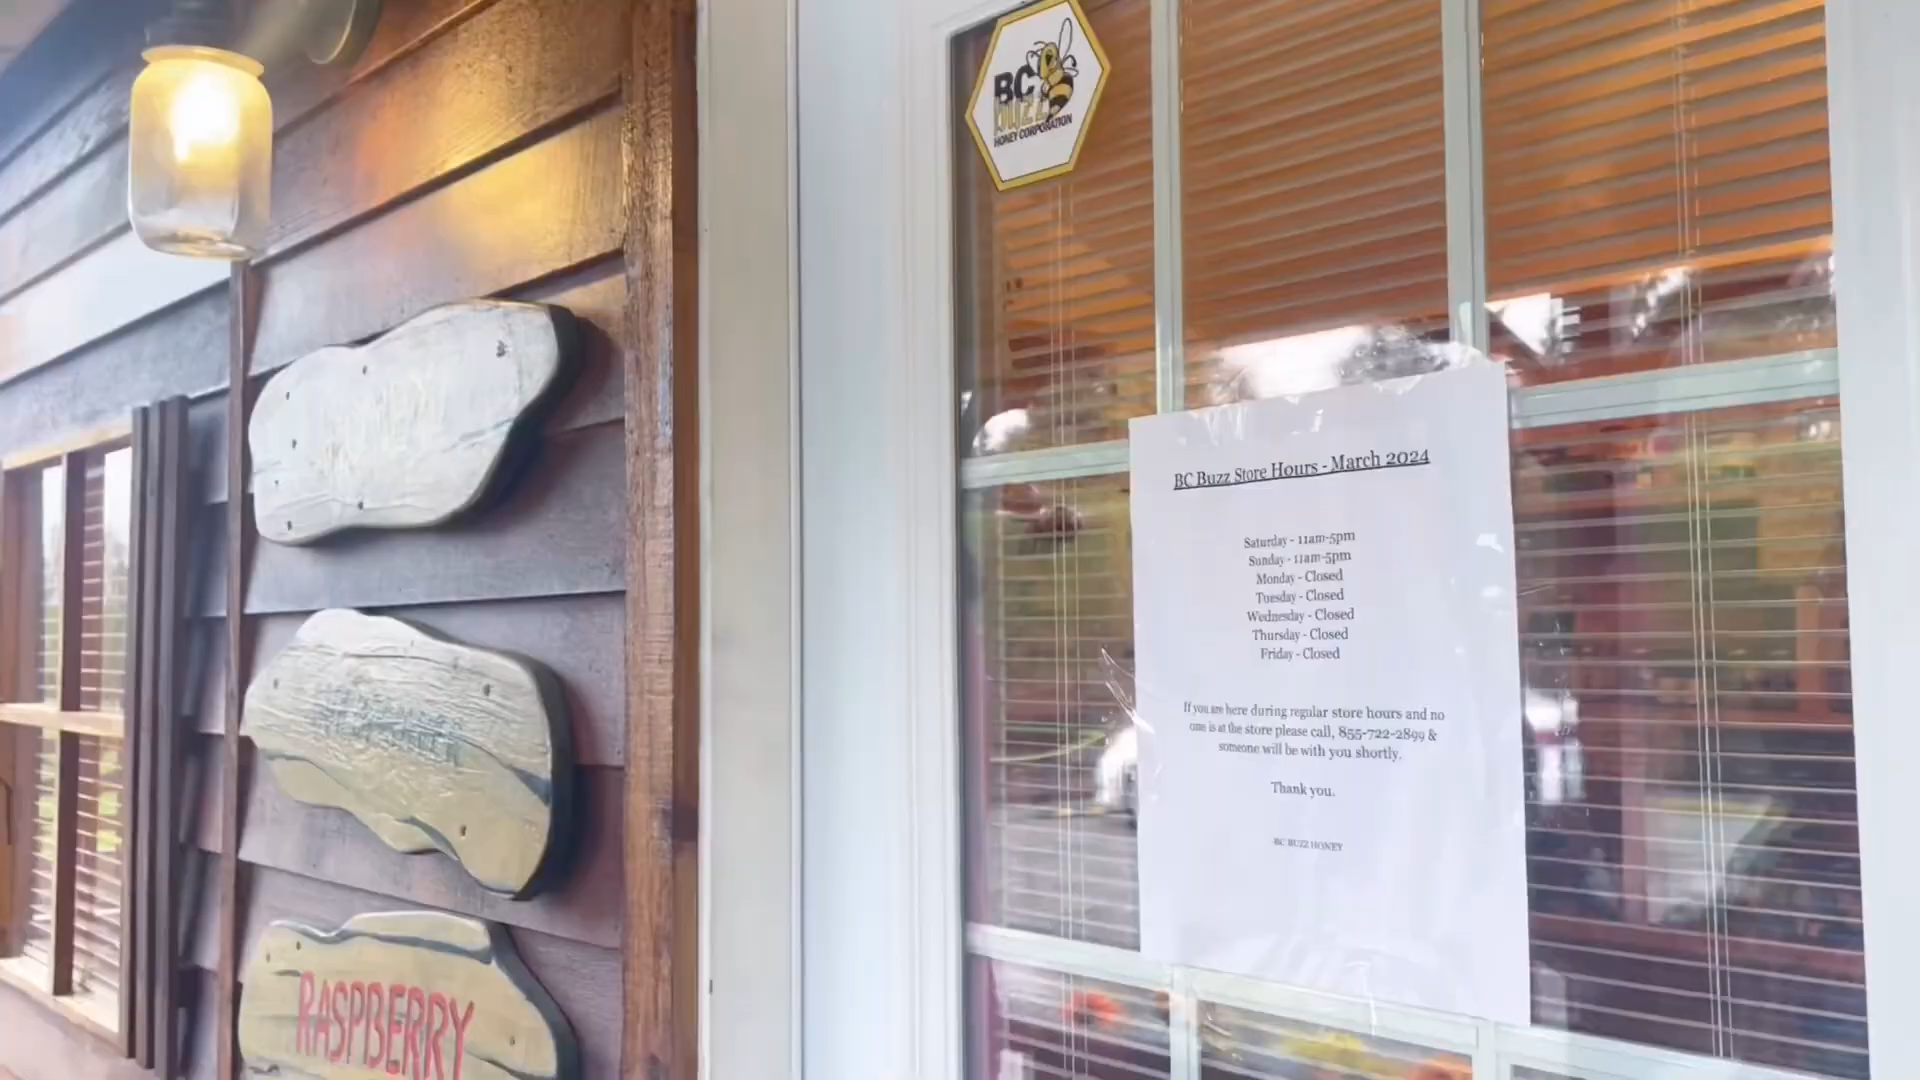 BC
BUZZ
HONEY CORPORATION
BC Buzz Store Hours - March 2024
Saturday - 11am-5pm
Sunday - 11am-5pm
Monday - Closed
Tuesday - Closed
Wednesday - Closed
Thursday - Closed
Friday - Closed
If you are here during regular store hours and no
one is at the store please call, 855-722-2899 &
someone will be with you shortly.
Thank you.
BC BUZZ HONEY
RASPBERRY